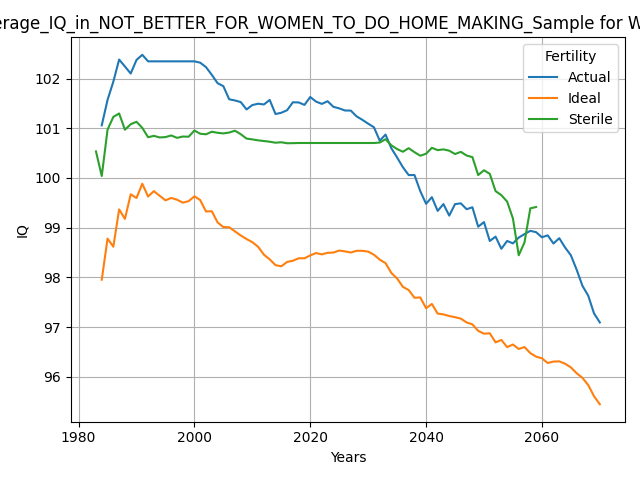 erage_IQ_in_NOT_BETTER_FOR_WOMEN_TO_DO_HOME_MAKING_Sample for W
Fertility
Actual
Ideal
Sterile
IQ
102
101
100
99
98
97
96
1980 2000 2020 2040 2060
Years